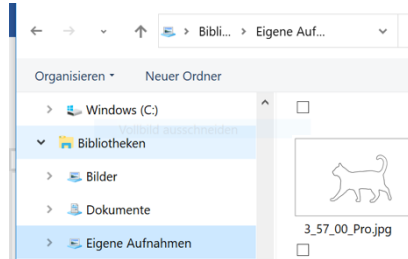 Bibli... > Eigene Auf...
Organisieren
Neuer Ordner
Windows (C:)
Vollbild ausschneiden
Bibliotheken
Bilder
Dokumente
Eigene Aufnahmen
3_57_00_Pro.jpg